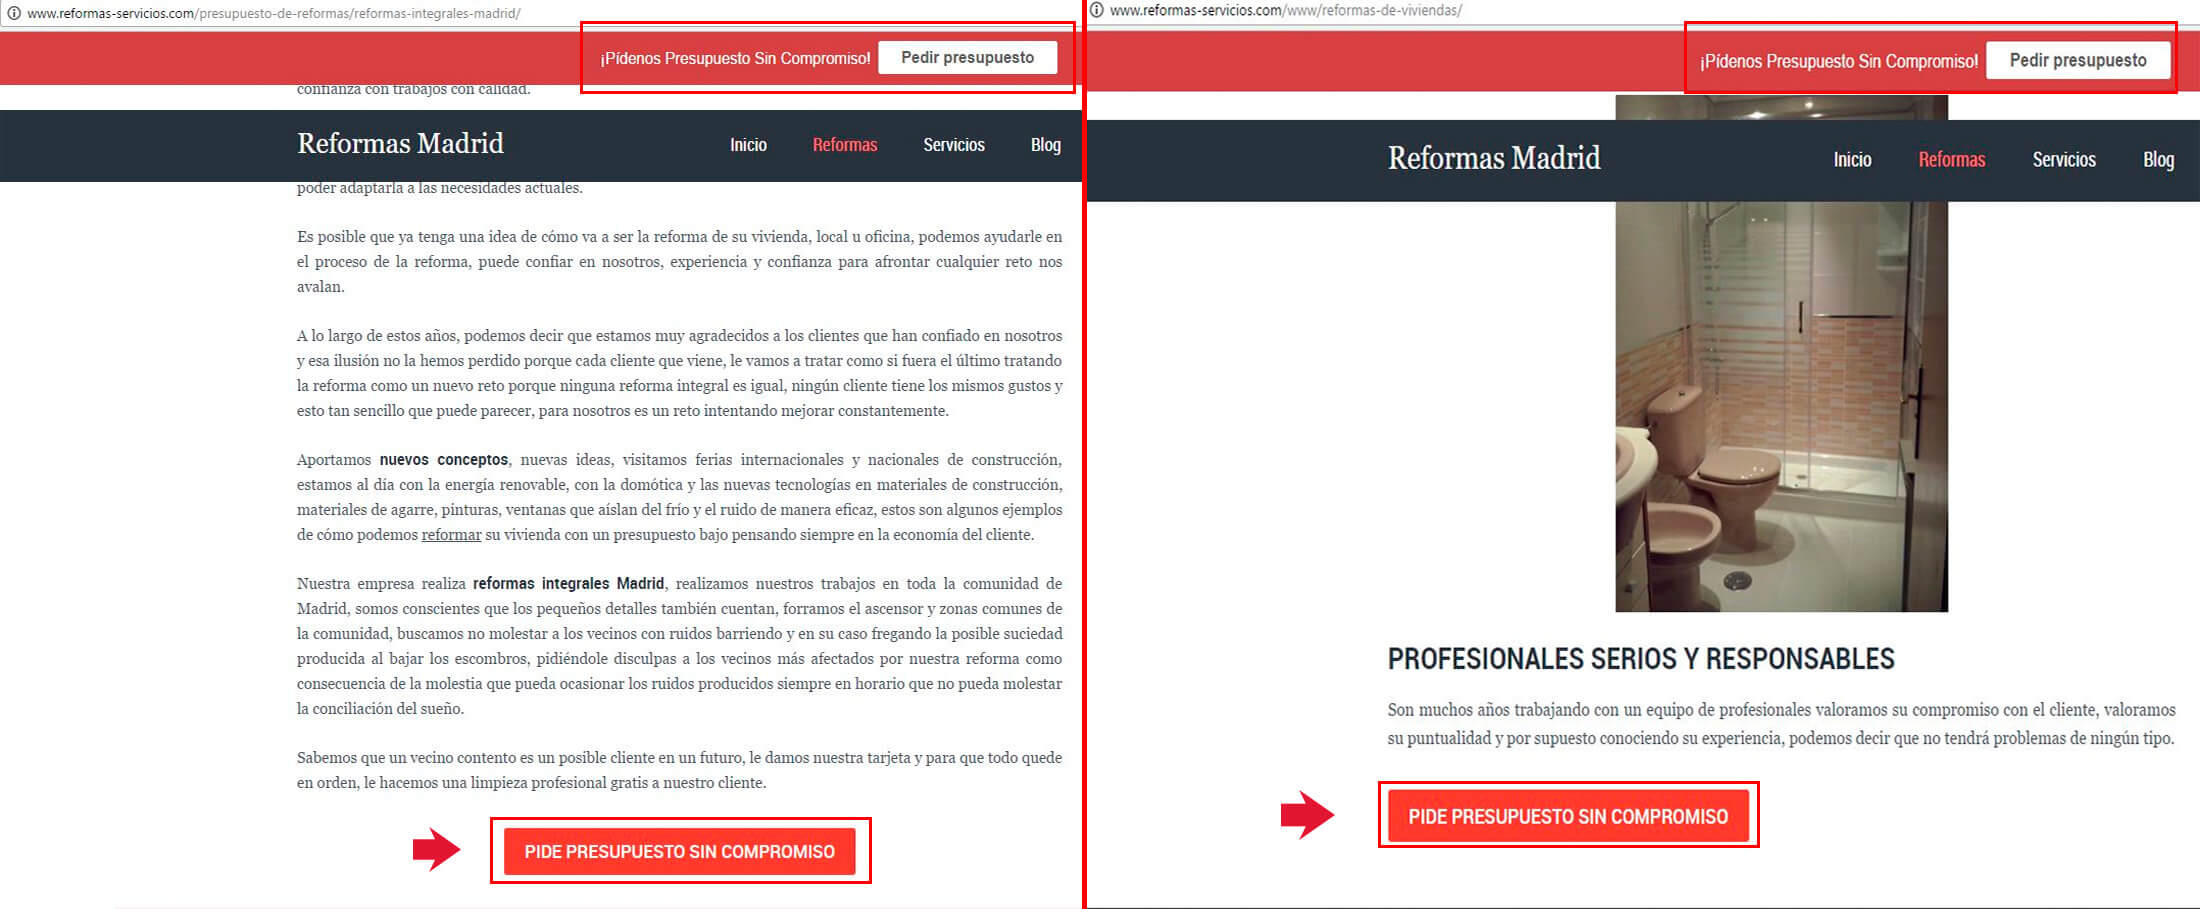 www.reformas-servicios.com/presupuesto-de-reformas/reformas-integrales-madrid/
¡Pídenos Presupuesto Sin Compromiso! Pedir presupuesto
confianza con trabajos con calidad.
Reformas Madrid Inicio Reformas Servicios Blog
poder adaptarla a las necesidades actuales.
Es posible que ya tenga una idea de cómo va a ser la reforma de su vivienda, local u oficina, podemos ayudarle en
el proceso de la reforma, puede confiar en nosotros, experiencia y confianza para afrontar cualquier reto nos
avalan.
A lo largo de estos años, podemos decir que estamos muy agradecidos a los clientes que han confiado en nosotros
y esa ilusión no la hemos perdido porque cada cliente que viene, le vamos a tratar como si fuera el último tratando
la reforma como un nuevo reto porque ninguna reforma integral es igual, ningún cliente tiene los mismos gustos y
esto tan sencillo que puede parecer, para nosotros es un reto intentando mejorar constantemente.
Aportamos nuevos conceptos, nuevas ideas, visitamos ferias internacionales y nacionales de construcción,
estamos al día con la energía renovable, con la domótica y las nuevas tecnologías en materiales de construcción,
materiales de agarre, pinturas, ventanas que aíslan del frío y el ruido de manera eficaz, estos son algunos ejemplos
de cómo podemos reformar su vivienda con un presupuesto bajo pensando siempre en la economía del cliente.
Nuestra empresa realiza reformas integrales Madrid, realizamos nuestros trabajos en toda la comunidad de
Madrid, somos conscientes que los pequeños detalles también cuentan, forramos el ascensor y zonas comunes de
la comunidad, buscamos no molestar a los vecinos con ruidos barriendo y en su caso fregando la posible suciedad
producida al bajar los escombros, pidiéndole disculpas a los vecinos más afectados por nuestra reforma como
consecuencia de la molestia que pueda ocasionar los ruidos producidos siempre en horario que no pueda molestar
la conciliación del sueño.
Sabemos que un vecino contento es un posible cliente en un futuro, le damos nuestra tarjeta y para que todo quede
en orden, le hacemos una limpieza profesional gratis a nuestro cliente.
PIDE PRESUPUESTO SIN COMPROMISO
www.reformas-servicios.com/www/reformas-de-viviendas/
¡Pídenos Presupuesto Sin Compromiso! Pedir presupuesto
Reformas Madrid Inicio Reformas Servicios Blog
PROFESIONALES SERIOS Y RESPONSABLES
Son muchos años trabajando con un equipo de profesionales valoramos su compromiso con el cliente, valoramos
su puntualidad y por supuesto conociendo su experiencia, podemos decir que no tendrá problemas de ningún tipo.
PIDE PRESUPUESTO SIN COMPROMISO